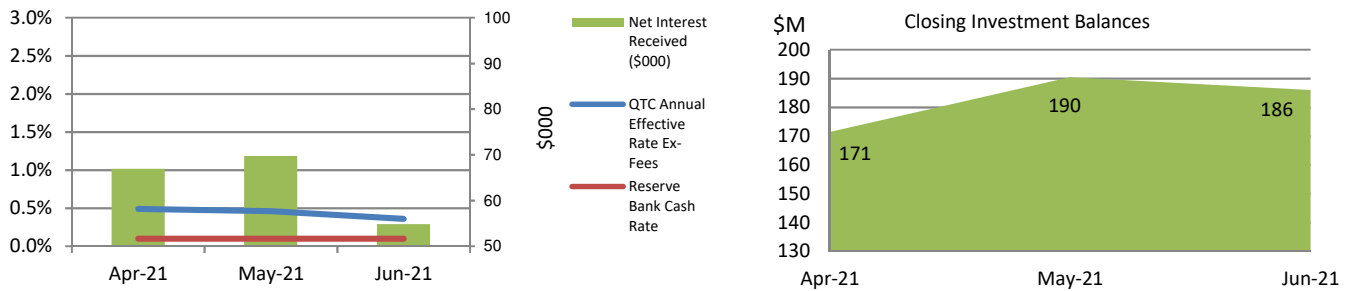 3.0%
2.5%
2.0%
1.5%
1.0%
0.5%
0.0%
Apr-21
May-21
Jun-21
100
90
80
70
60
50
$000
Net Interest
Received
($000)
QTC Annual
Effective
Rate Ex-
Fees
Reserve
Bank Cash
Rate
$M
Closing Investment Balances
200
190
180
170
160
150
140
130
171
190
186
Apr-21
May-21
Jun-21